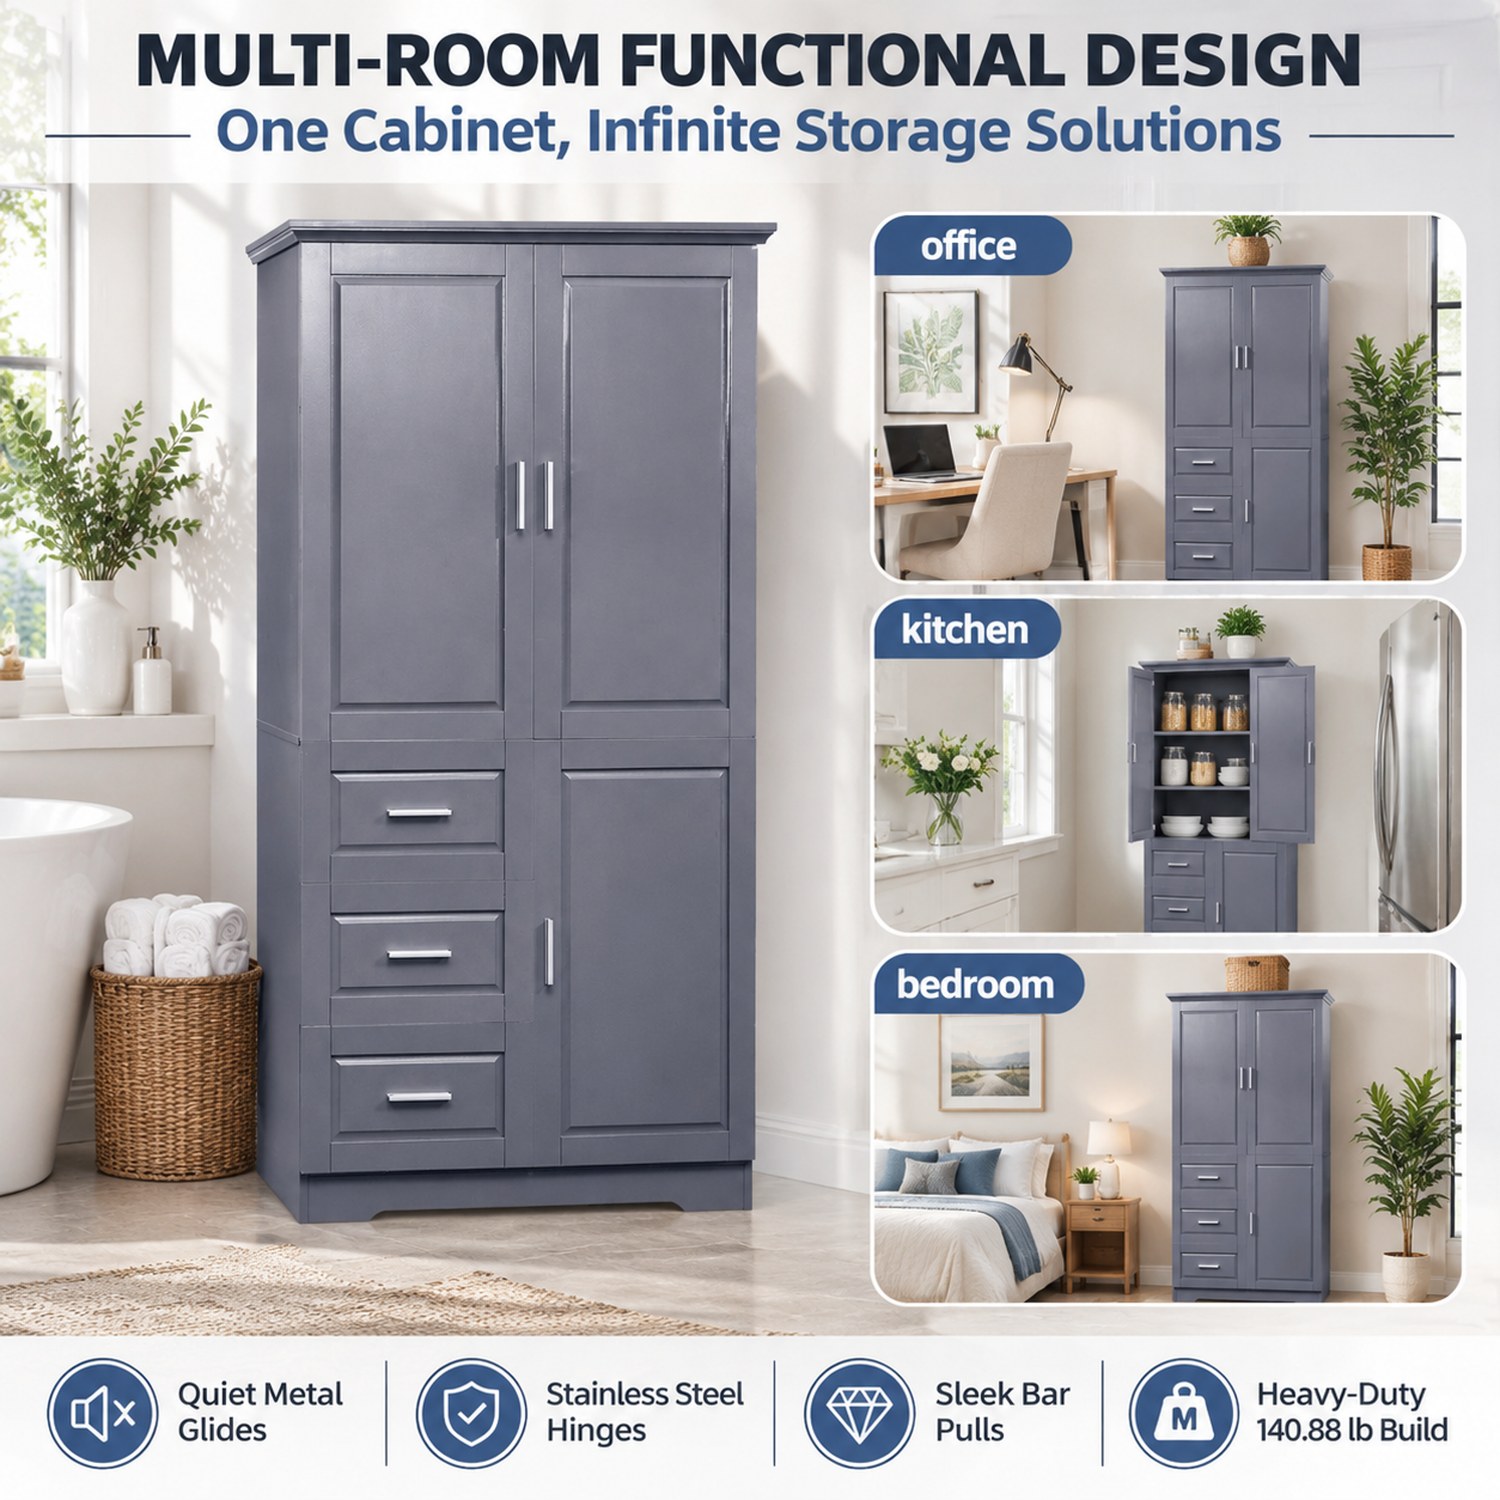 MULTI-ROOM FUNCTIONAL DESIGN
One Cabinet, Infinite Storage Solutions
office
kitchen
bedroom
Quiet Metal
Glides
Stainless Steel
Hinges
Sleek Bar
Pulls
M
Heavy-Duty
140.88 lb Build